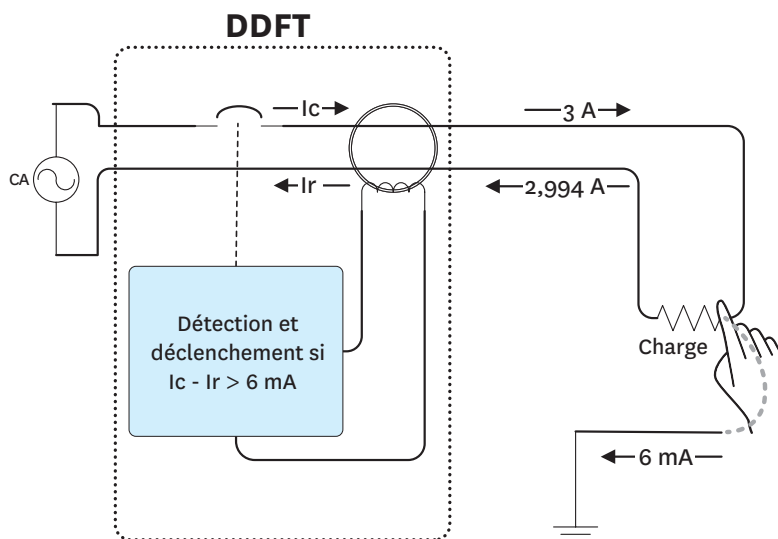 DDFT
Ic
3 A
CA
Ir
2,994 A
Détection et
déclenchement si
Ic - Ir > 6 mA
Charge
6 mA